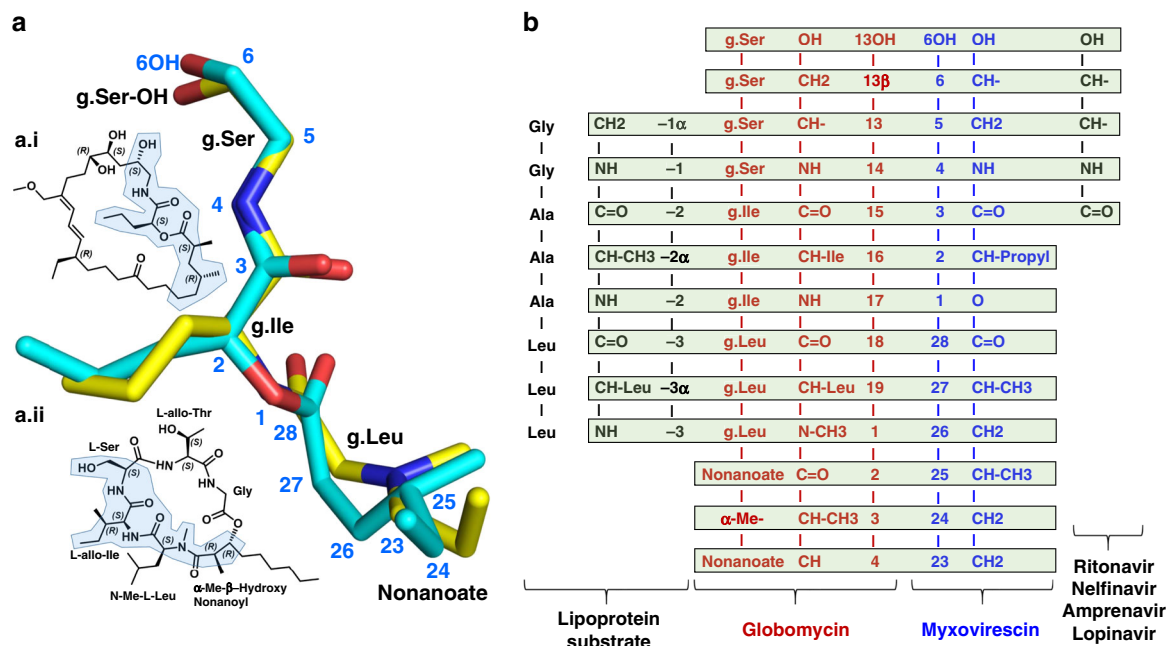 a
6OH
6
g.Ser-OH
g.Ser
5
4
3
g.Ile
2
1
28
g.Leu
27
25
26
23
24
Nonanoate
a.i
OH
OH
OH
(S)
(R)
(S)
O
NH
O
O
(S)
O
(S)
(R)
(R)
O
a.ii
L-allo-Thr
HO
(S)
L-Ser
O
NH
O
HO
(S)
NH
NH
Gly
O
O
O
(S)
(R)
NH
O
(S)
N
(R)
(R)
L-allo-Ile
O
N-Me-L-Leu
α-Me-β–Hydroxy
Nonanoyl
b
g.Ser OH 13OH 6OH OH OH
g.Ser CH2 13β 6 CH- CH-
Gly CH2 –1α g.Ser CH- 13 5 CH2 CH-
Gly NH –1 g.Ser NH 14 4 NH NH
Ala C=O –2 g.Ile C=O 15 3 C=O C=O
Ala CH-CH3 –2α g.Ile CH-Ile 16 2 CH-Propyl
Ala NH –2 g.Ile NH 17 1 O
Leu C=O –3 g.Leu C=O 18 28 C=O
Leu CH-Leu –3α g.Leu CH-Leu 19 27 CH-CH3
Leu NH –3 g.Leu N-CH3 1 26 CH2
Nonanoate C=O 2 25 CH-CH3
α-Me- CH-CH3 3 24 CH2
Nonanoate CH 4 23 CH2
Lipoprotein
substrate
Globomycin
Myxovirescin
Ritonavir
Nelfinavir
Amprenavir
Lopinavir